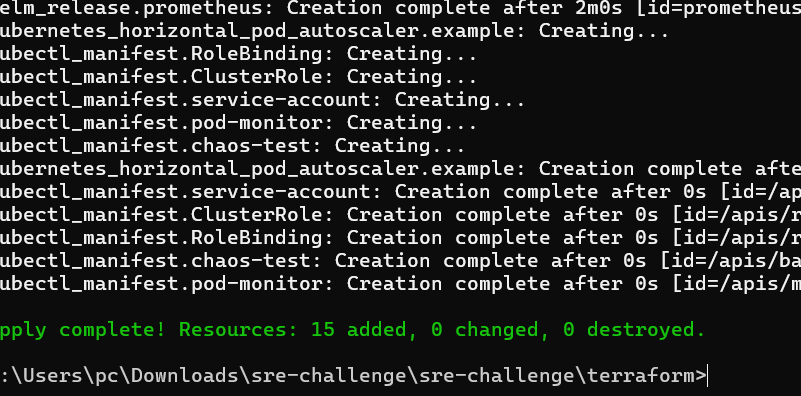 elm_release.prometheus: Creation complete after 2m0s [id=prometheus
ubernetes_horizontal_pod_autoscaler.example: Creating...
ubectl_manifest.RoleBinding: Creating...
ubectl_manifest.ClusterRole: Creating...
ubectl_manifest.service-account: Creating...
ubectl_manifest.pod-monitor: Creating...
ubectl_manifest.chaos-test: Creating...
ubernetes_horizontal_pod_autoscaler.example: Creation complete afte
ubectl_manifest.service-account: Creation complete after 0s [id=/ap
ubectl_manifest.ClusterRole: Creation complete after 0s [id=/apis/r
ubectl_manifest.RoleBinding: Creation complete after 0s [id=/apis/r
ubectl_manifest.chaos-test: Creation complete after 0s [id=/apis/ba
ubectl_manifest.pod-monitor: Creation complete after 0s [id=/apis/m
pply complete! Resources: 15 added, 0 changed, 0 destroyed.
:\Users\pc\Downloads\sre-challenge\sre-challenge\terraform>